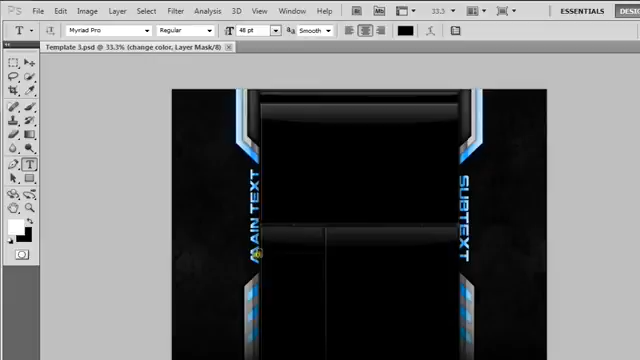 Ps File Edit Image Layer Select Filter Analysis 3D View Window Help 33.3 ESSENTIALS
T Myriad Pro Regular 48 pt aa Smooth
Template 3.psd @ 33.3% (change color, Layer Mask/8)
MAIN TEXT
SUBTEXT